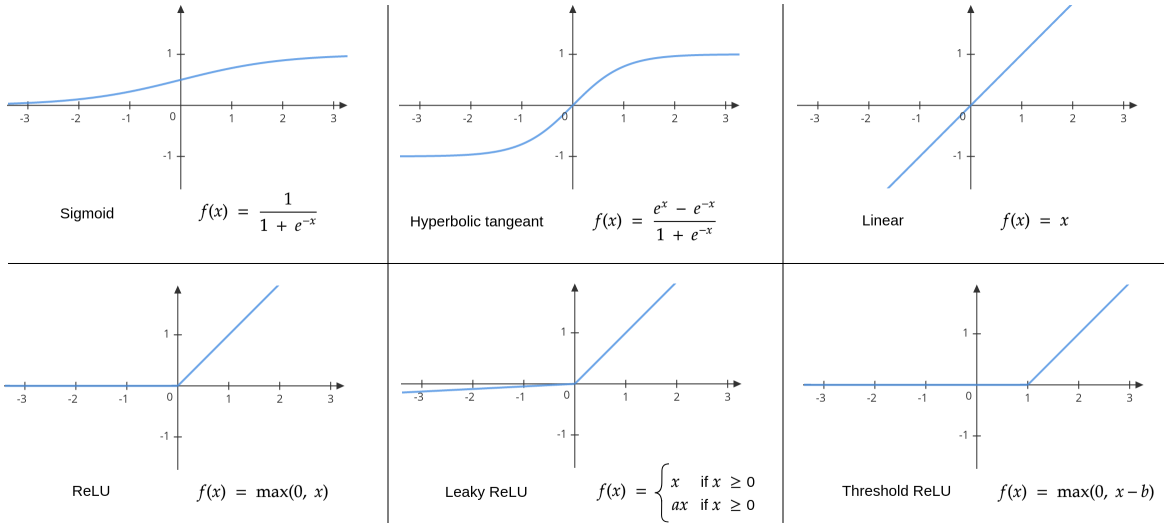 1
-3 -2 -1 0 1 2 3
-1
Sigmoid f(x) = 1 / (1 + e^{-x})
1
-3 -2 -1 0 1 2 3
-1
Hyperbolic tangeant f(x) = (e^x − e^{-x}) / (1 + e^{-x})
1
-3 -2 -1 0 1 2 3
-1
Linear f(x) = x
1
-3 -2 -1 0 1 2 3
-1
ReLU f(x) = max(0, x)
1
-3 -2 -1 0 1 2 3
-1
Leaky ReLU f(x) = { x if x ≥ 0
ax if x ≥ 0
1
-3 -2 -1 0 1 2 3
-1
Threshold ReLU f(x) = max(0, x − b)